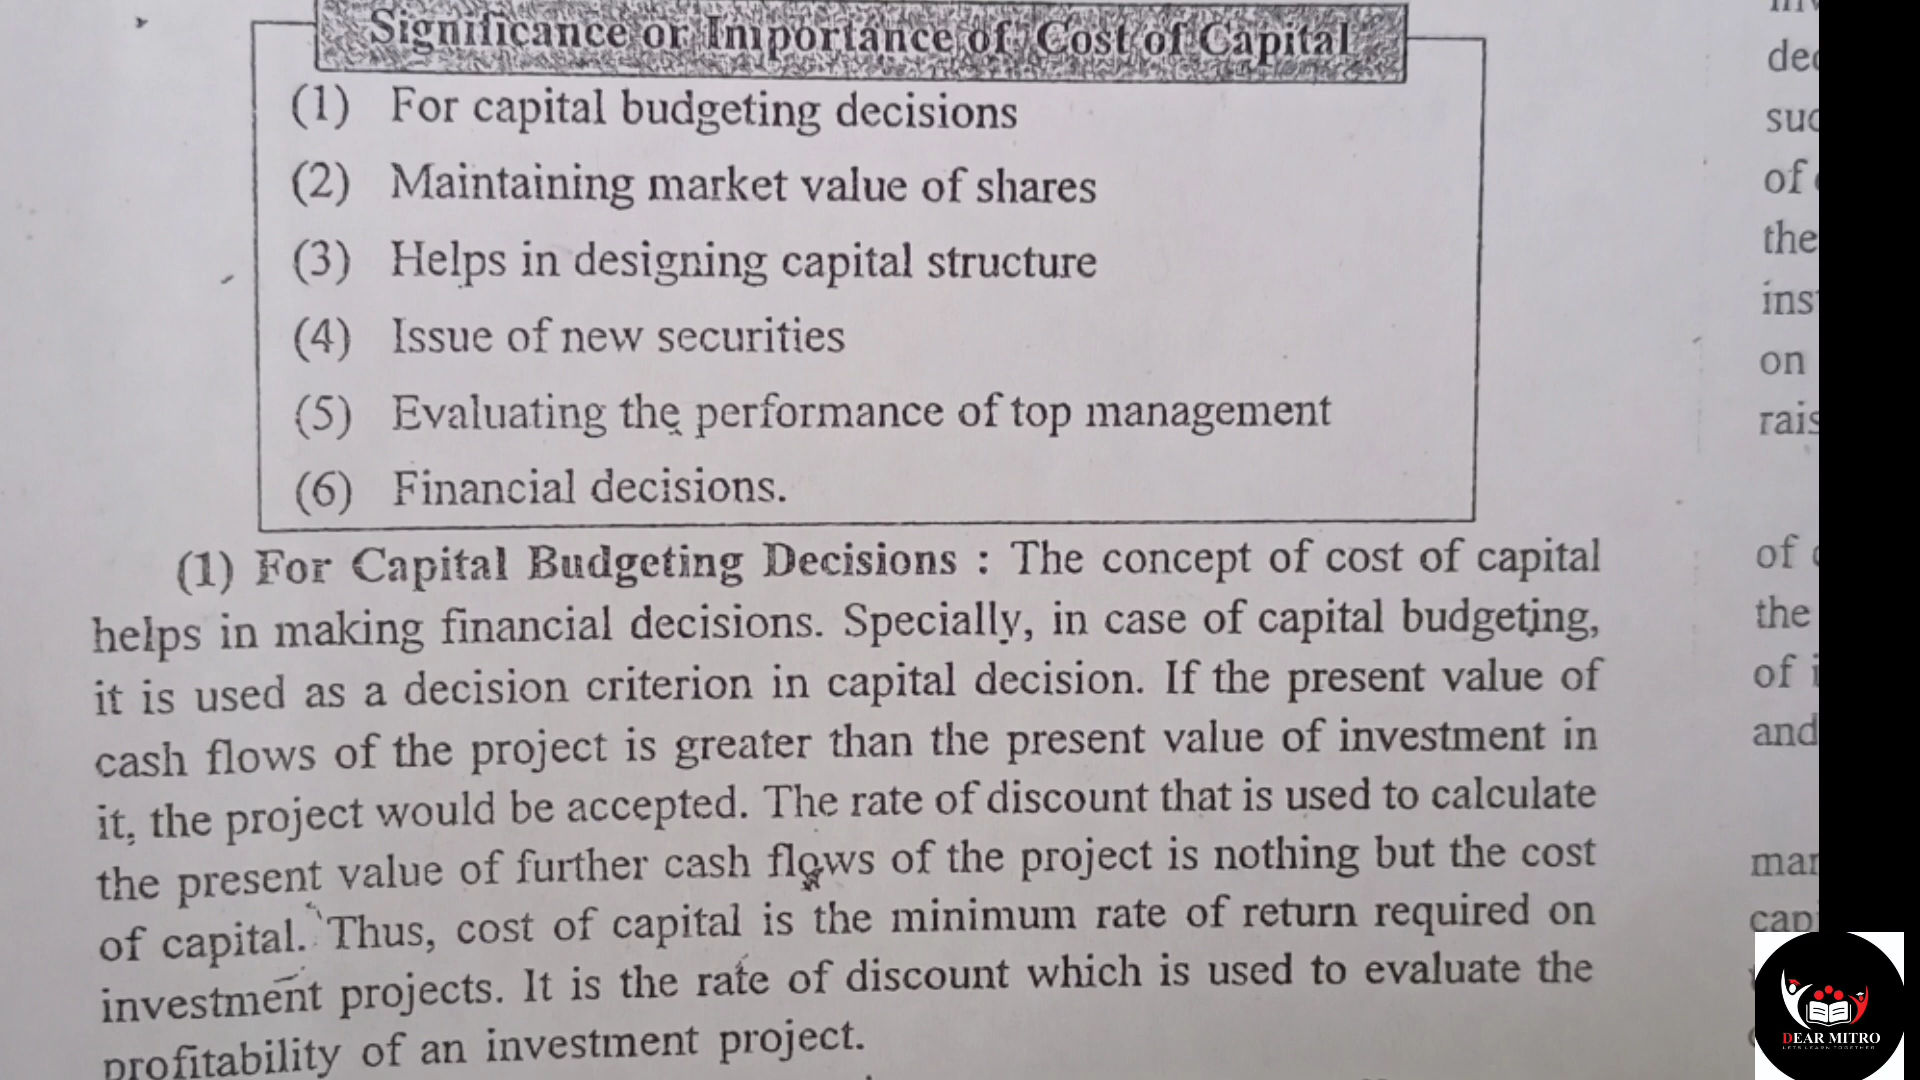 Significance or Importance of Cost of Capital
(1) For capital budgeting decisions
(2) Maintaining market value of shares
(3) Helps in designing capital structure
(4) Issue of new securities
(5) Evaluating the performance of top management
(6) Financial decisions.
(1) For Capital Budgeting Decisions : The concept of cost of capital
helps in making financial decisions. Specially, in case of capital budgeting,
it is used as a decision criterion in capital decision. If the present value of
cash flows of the project is greater than the present value of investment in
it, the project would be accepted. The rate of discount that is used to calculate
the present value of further cash flows of the project is nothing but the cost
of capital. Thus, cost of capital is the minimum rate of return required on
investment projects. It is the rate of discount which is used to evaluate the
profitability of an investment project.
of
the
on
of
the
of
and
DEAR MITRO
LETS LEARN TOGETHER